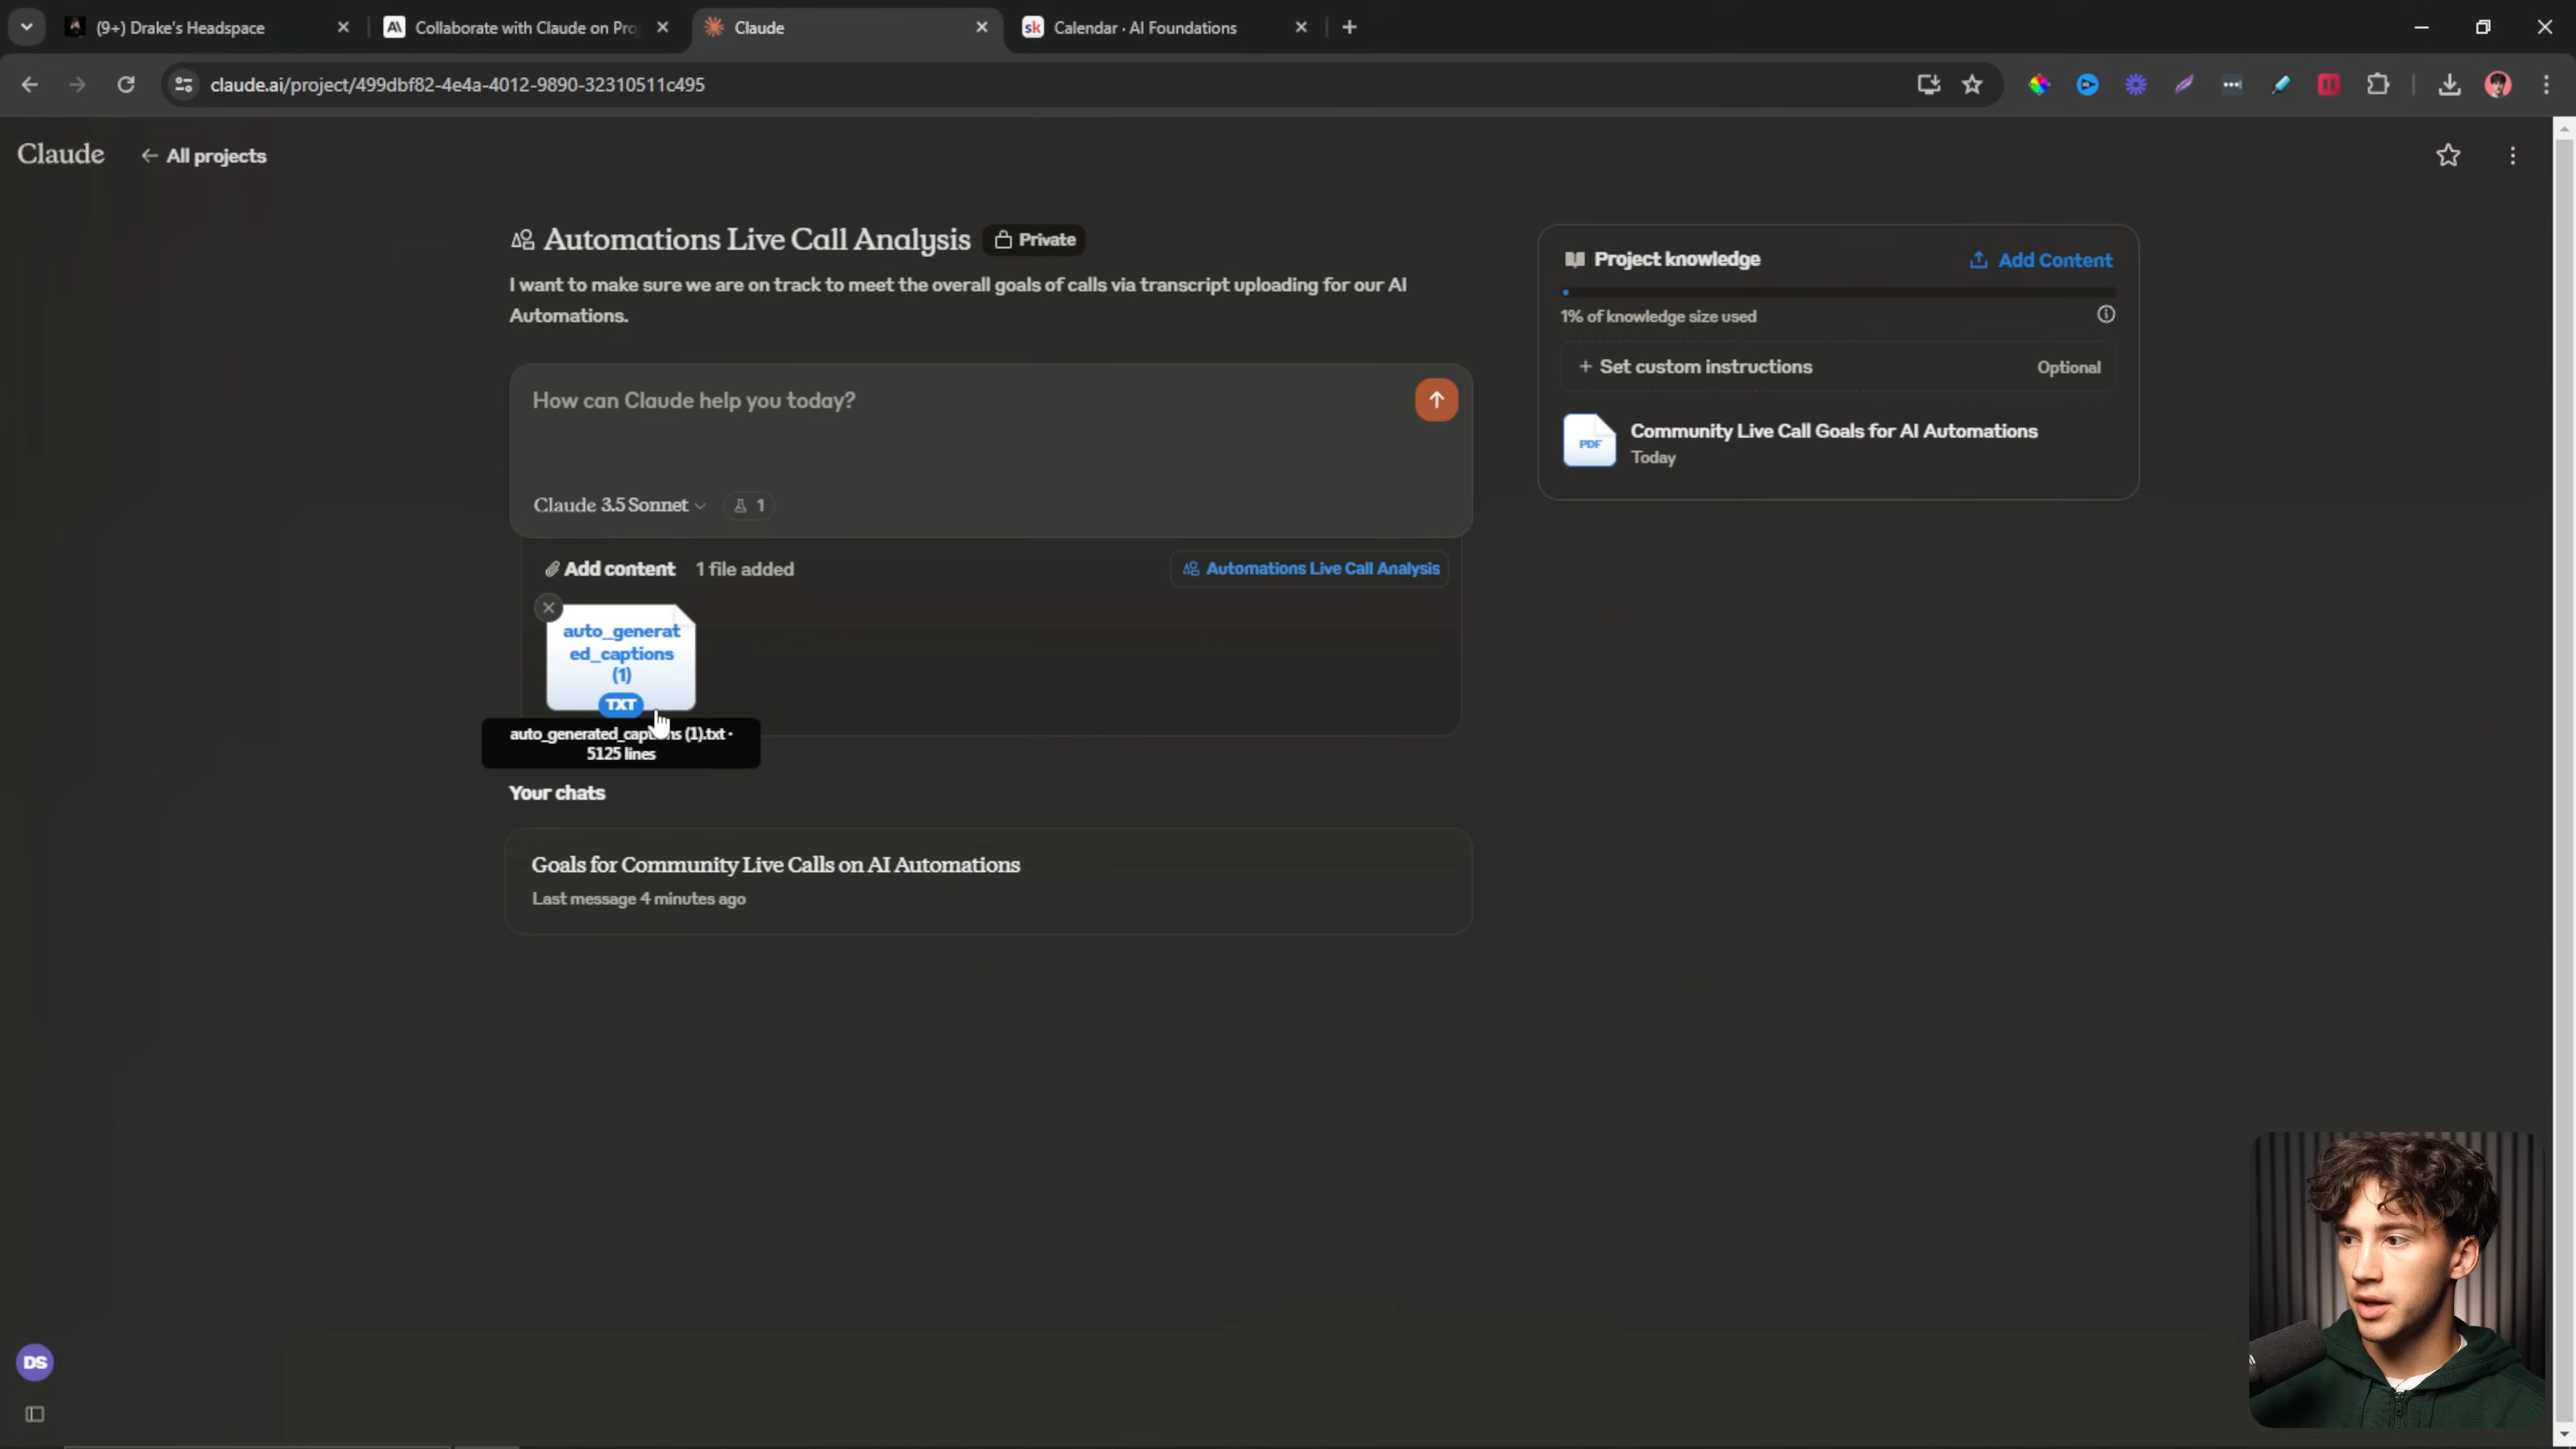 (9+) Drake's Headspace
Collaborate with Claude on Pro
Claude
Calendar · AI Foundations
claude.ai/project/499dbf82-4e4a-4012-9890-32310511c495
Claude
← All projects
Automations Live Call Analysis
Private
I want to make sure we are on track to meet the overall goals of calls via transcript uploading for our AI
Automations.
Project knowledge
Add Content
1% of knowledge size used
+ Set custom instructions
Optional
PDF
Community Live Call Goals for AI Automations
Today
How can Claude help you today?
Claude 3.5 Sonnet
1
Add content
1 file added
Automations Live Call Analysis
auto_generat
ed_captions
(1)
TXT
auto_generated_captions (1).txt ·
5125 lines
Your chats
Goals for Community Live Calls on AI Automations
Last message 4 minutes ago
DS